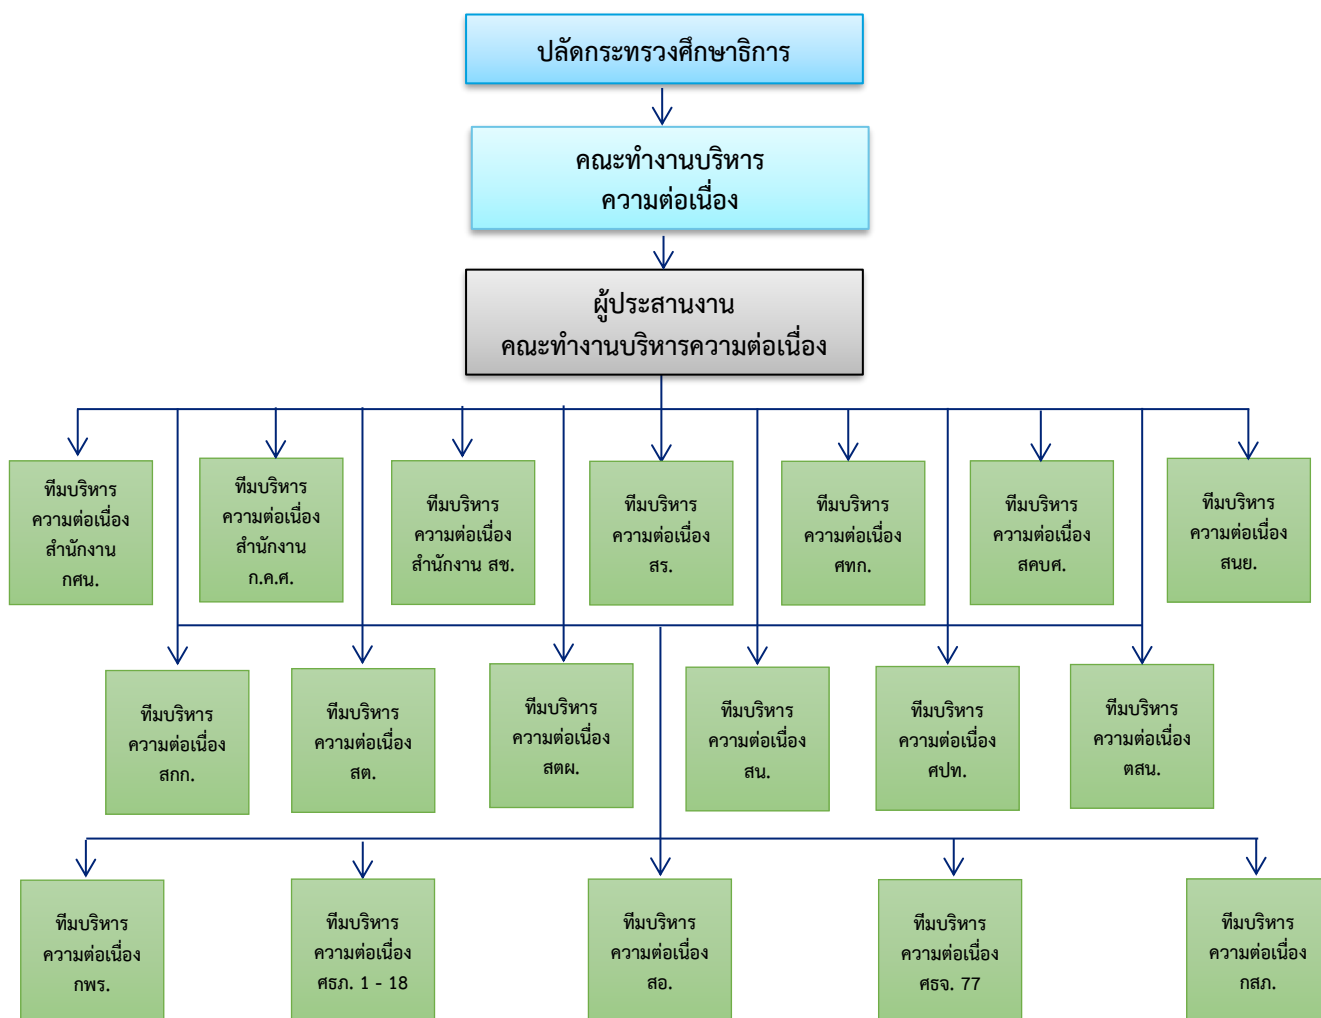 ปลัดกระทรวงศึกษาธิการ
คณะทำงานบริหาร
ความต่อเนื่อง
ผู้ประสานงาน
คณะทำงานบริหารความต่อเนื่อง
ทีมบริหาร
ความต่อเนื่อง
สำนักงาน
กศน.
ทีมบริหาร
ความต่อเนื่อง
สำนักงาน
ก.ค.ศ.
ทีมบริหาร
ความต่อเนื่อง
สำนักงาน สช.
ทีมบริหาร
ความต่อเนื่อง
สร.
ทีมบริหาร
ความต่อเนื่อง
ศทก.
ทีมบริหาร
ความต่อเนื่อง
สคบศ.
ทีมบริหาร
ความต่อเนื่อง
สนย.
ทีมบริหาร
ความต่อเนื่อง
สกก.
ทีมบริหาร
ความต่อเนื่อง
สต.
ทีมบริหาร
ความต่อเนื่อง
สตผ.
ทีมบริหาร
ความต่อเนื่อง
สน.
ทีมบริหาร
ความต่อเนื่อง
ศปท.
ทีมบริหาร
ความต่อเนื่อง
ตสน.
ทีมบริหาร
ความต่อเนื่อง
กพร.
ทีมบริหาร
ความต่อเนื่อง
ศธภ. 1 - 18
ทีมบริหาร
ความต่อเนื่อง
สอ.
ทีมบริหาร
ความต่อเนื่อง
ศธจ. 77
ทีมบริหาร
ความต่อเนื่อง
กสภ.